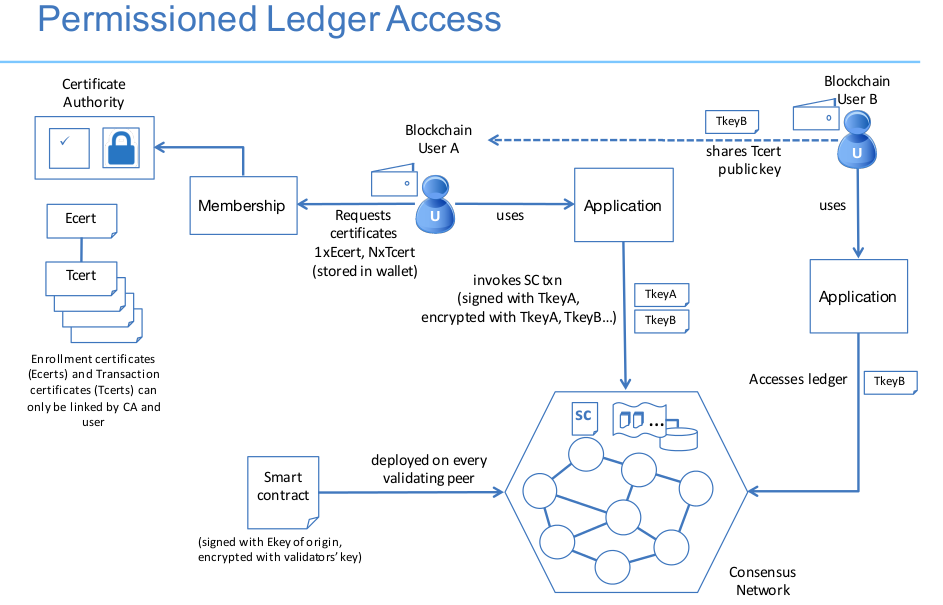 Permissioned Ledger Access
Certificate
Authority
Blockchain
User B
TkeyB
U
shares Tcert
public key
Blockchain
User A
U
Membership
Requests
certificates
1xEcert, NxTcert
(stored in wallet)
uses
Application
uses
Ecert
Tcert
Enrollment certificates
(Ecerts) and Transaction
certificates (Tcerts) can
only be linked by CA and
user
invokes SC txn
(signed with TkeyA,
encrypted with TkeyA, TkeyB...)
TkeyA
TkeyB
Application
Accesses ledger
TkeyB
SC
...
Smart
contract
deployed on every
validating peer
(signed with Ekey of origin,
encrypted with validators' key)
Consensus
Network